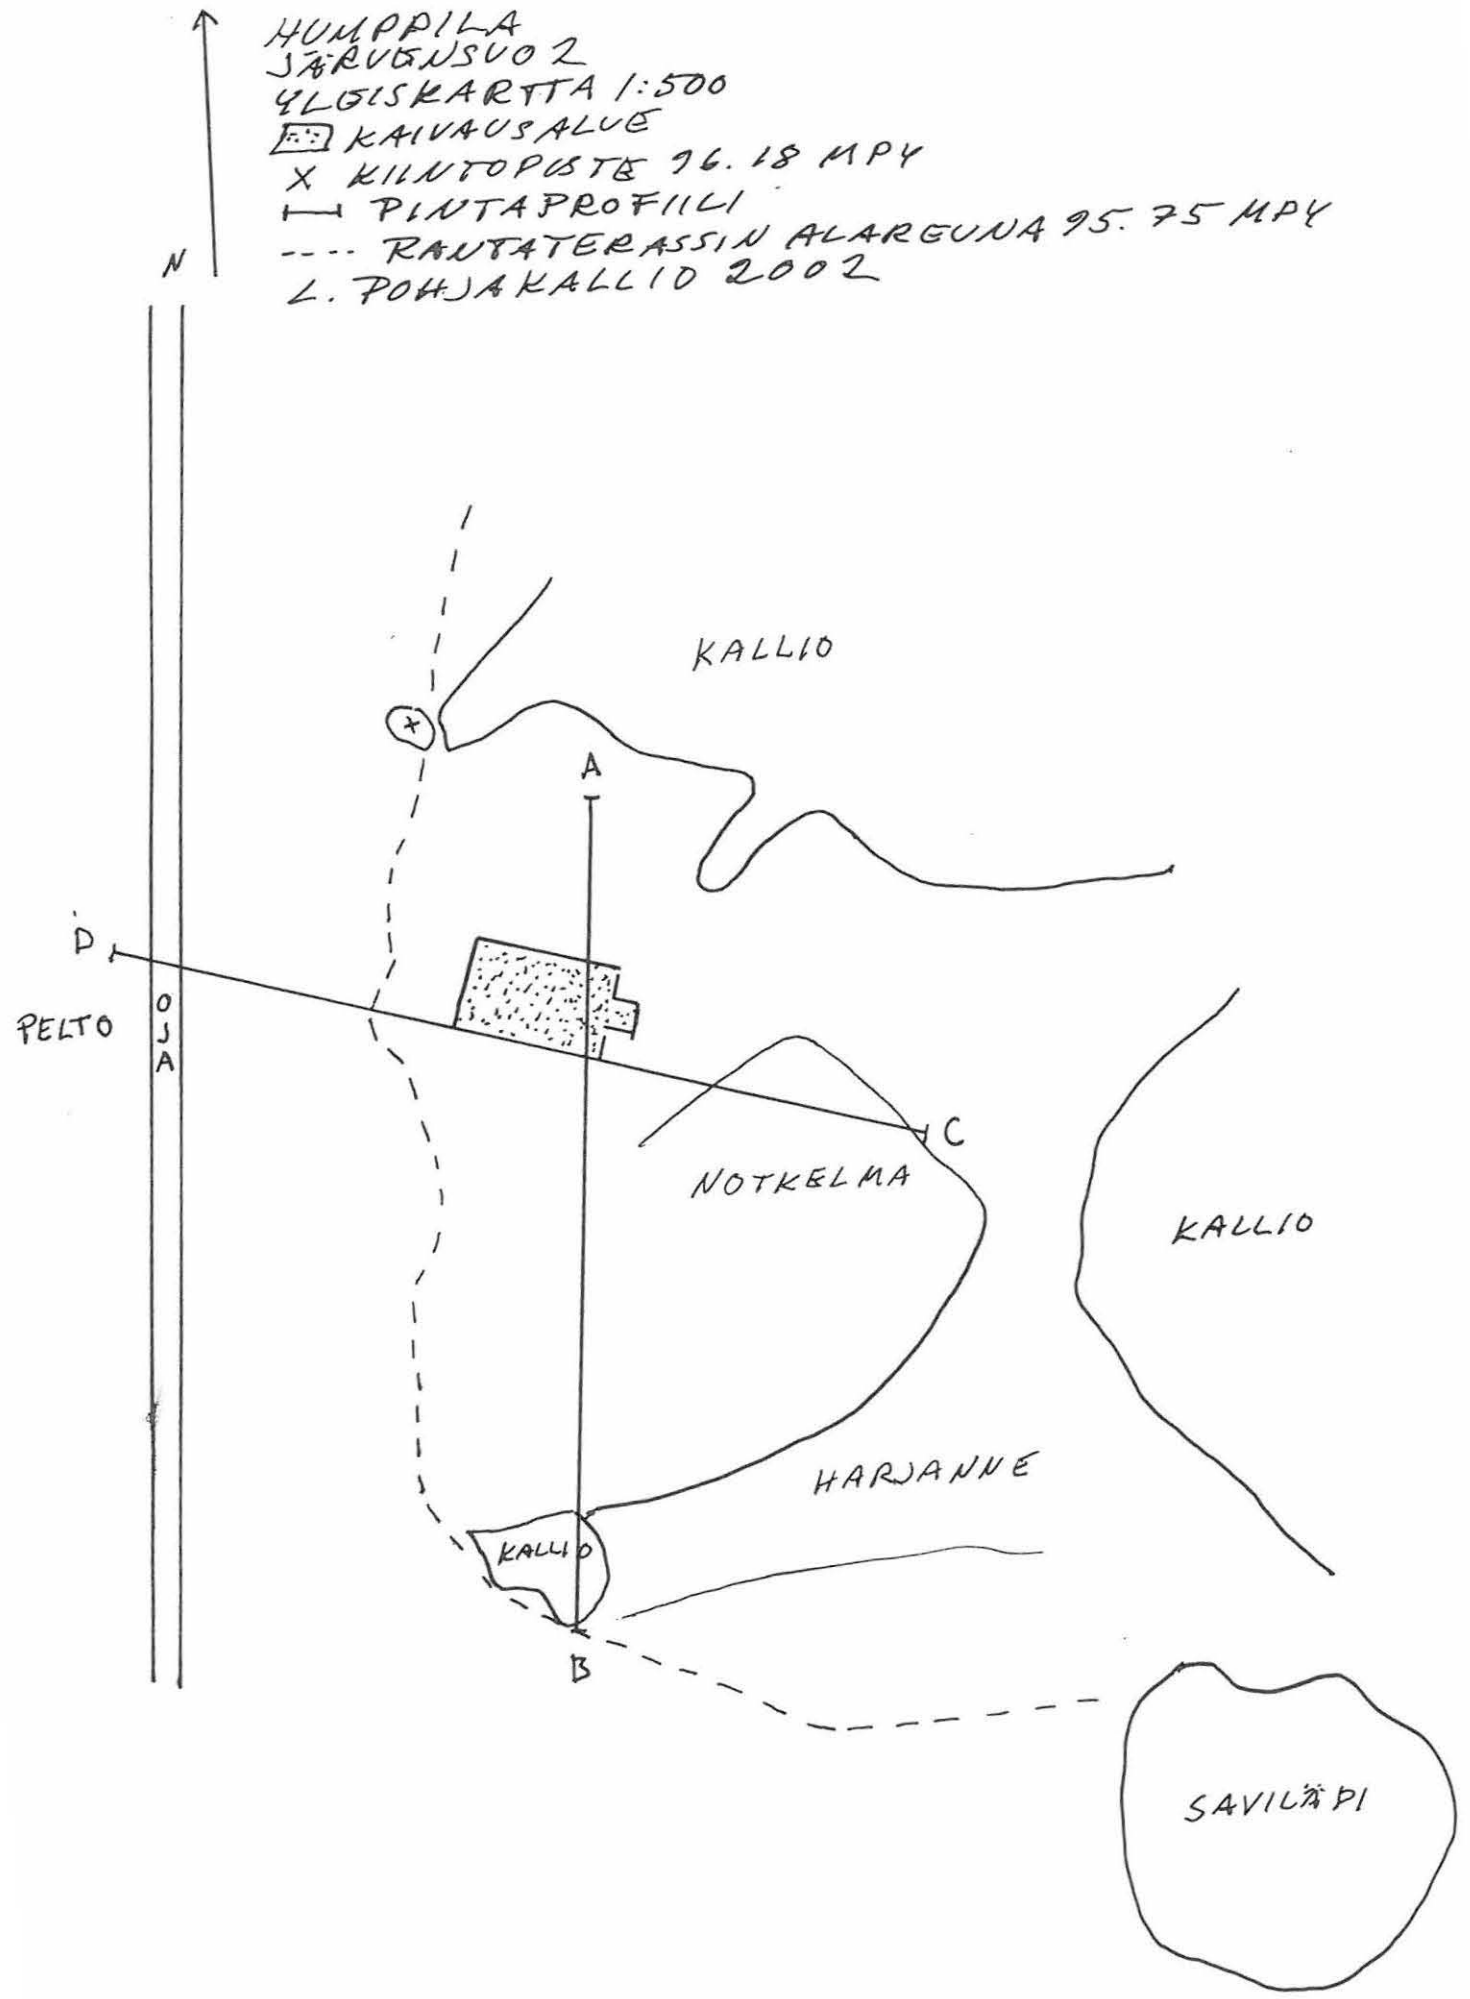 HUMPPILA
JÄRVENSUO 2
YLEISKARTTA 1:500
KAIVAUSALUE
X KIINTOPISTE 96.18 MPY
PINTAPROFIILI
---- RANTATERASSIN ALAREUNA 95.75 MPY
L. POHJAKALLIO 2002
N
KALLIO
X
A
D
PELTO
OJA
C
NOTKELMA
KALLIO
HARJANNE
KALLIO
B
SAVILÄPI